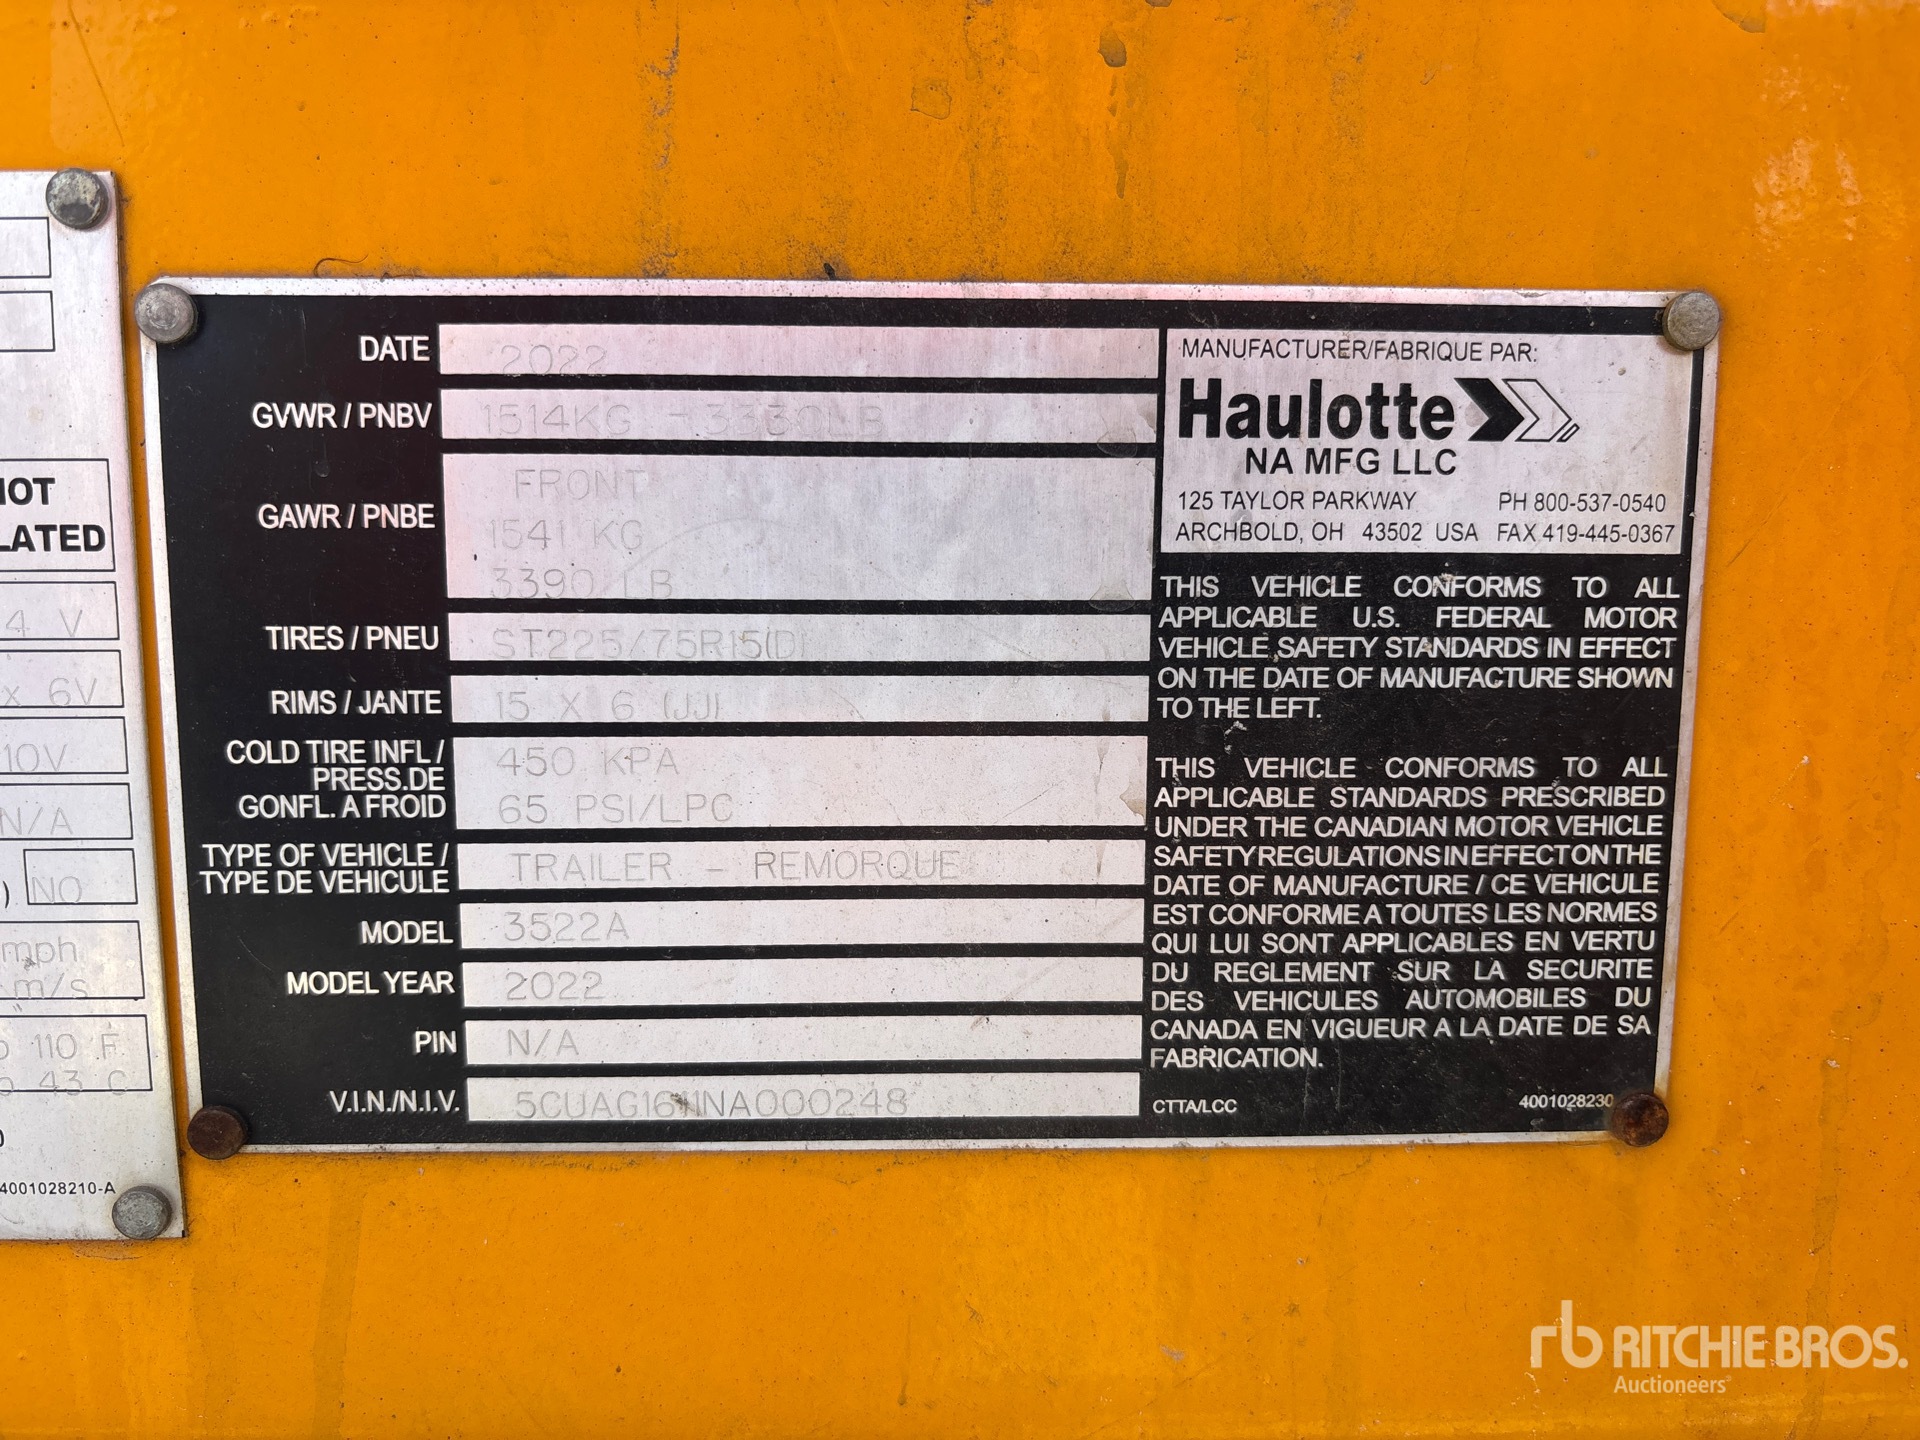 NOT
LATED
4 V
x 6V
10V
N/A
) NO
mph
m/s
110 F
43 C
4001028210-A
DATE 2022
GVWR / PNBV 1514KG - 3330LB
GAWR / PNBE FRONT
1541 KG
3390 LB
TIRES / PNEU ST225/75R15(D)
RIMS / JANTE 15 X 6 (JJ)
COLD TIRE INFL /
PRESS.DE
GONFL. A FROID
450 KPA
65 PSI/LPC
TYPE OF VEHICLE /
TYPE DE VEHICULE
TRAILER - REMORQUE
MODEL 3522A
MODEL YEAR 2022
PIN N/A
V.I.N./N.I.V.
MANUFACTURER/FABRIQUE PAR:
Haulotte
NA MFG LLC
125 TAYLOR PARKWAY PH 800-537-0540
ARCHBOLD, OH 43502 USA FAX 419-445-0367
THIS VEHICLE CONFORMS TO ALL
APPLICABLE U.S. FEDERAL MOTOR
VEHICLE SAFETY STANDARDS IN EFFECT
ON THE DATE OF MANUFACTURE SHOWN
TO THE LEFT.
THIS VEHICLE CONFORMS TO ALL
APPLICABLE STANDARDS PRESCRIBED
UNDER THE CANADIAN MOTOR VEHICLE
SAFETY REGULATIONS IN EFFECT ON THE
DATE OF MANUFACTURE / CE VEHICULE
EST CONFORME A TOUTES LES NORMES
QUI LUI SONT APPLICABLES EN VERTU
DU REGLEMENT SUR LA SECURITE
DES VEHICULES AUTOMOBILES DU
CANADA EN VIGUEUR A LA DATE DE SA
FABRICATION.
CTTA/LCC 4001028230
rb RITCHIE BROS.
Auctioneers